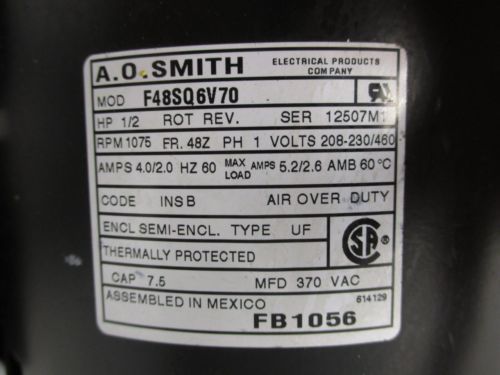 A.O.SMITH ELECTRICAL PRODUCTS COMPANY
MOD F48SQ6V70
HP 1/2 ROT REV. SER 12507M1
RPM 1075 FR. 48Z PH 1 VOLTS 208-230/460
AMPS 4.0/2.0 HZ 60 MAX LOAD AMPS 5.2/2.6 AMB 60°C
CODE INS B AIR OVER DUTY
ENCL SEMI-ENCL. TYPE UF
THERMALLY PROTECTED
CAP 7.5 MFD 370 VAC
ASSEMBLED IN MEXICO 614129
FB1056